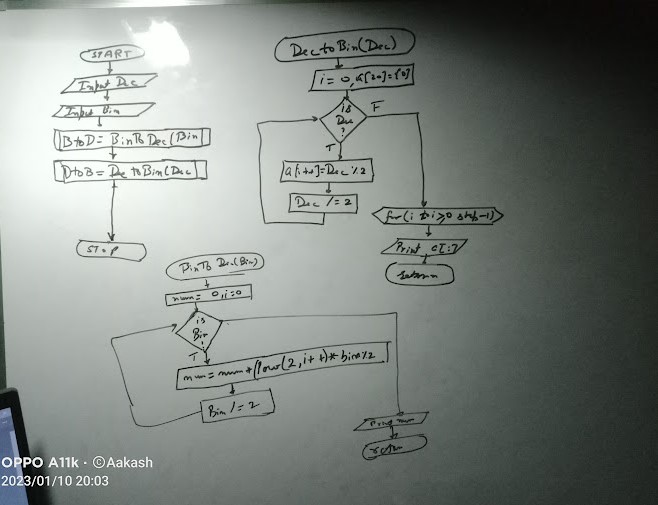 START
Input Dec
Input Bin
BtoD = BinToDec(Bin)
DtoB = DectoBin(Dec)
STOP
DectoBin(Dec)
i = 0, a[20]={0}
is
Dec
?
F
T
a[i++]=Dec%2
Dec /= 2
for(i to i>=0 step-1)
Print a[i]
return
BinToDec(Bin)
num = 0, i=0
is
Bin
?
T
num = num + (Pow(2, i++)* bin%2
Bin /= 2
Print num
return
OPPO A11k · ©Aakash
2023/01/10 20:03